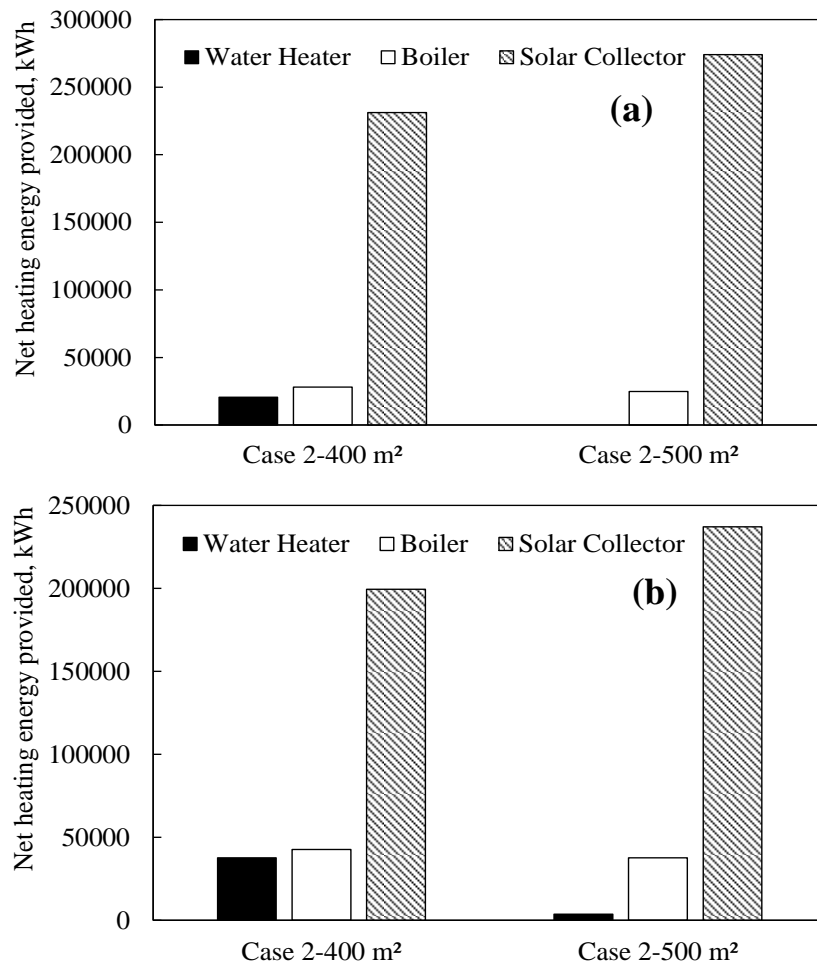 300000
Water Heater Boiler Solar Collector
250000
(a)
200000
150000
100000
50000
0
Net heating energy provided, kWh
Case 2-400 m² Case 2-500 m²
250000
Water Heater Boiler Solar Collector
200000
(b)
150000
100000
50000
0
Net heating energy provided, kWh
Case 2-400 m² Case 2-500 m²